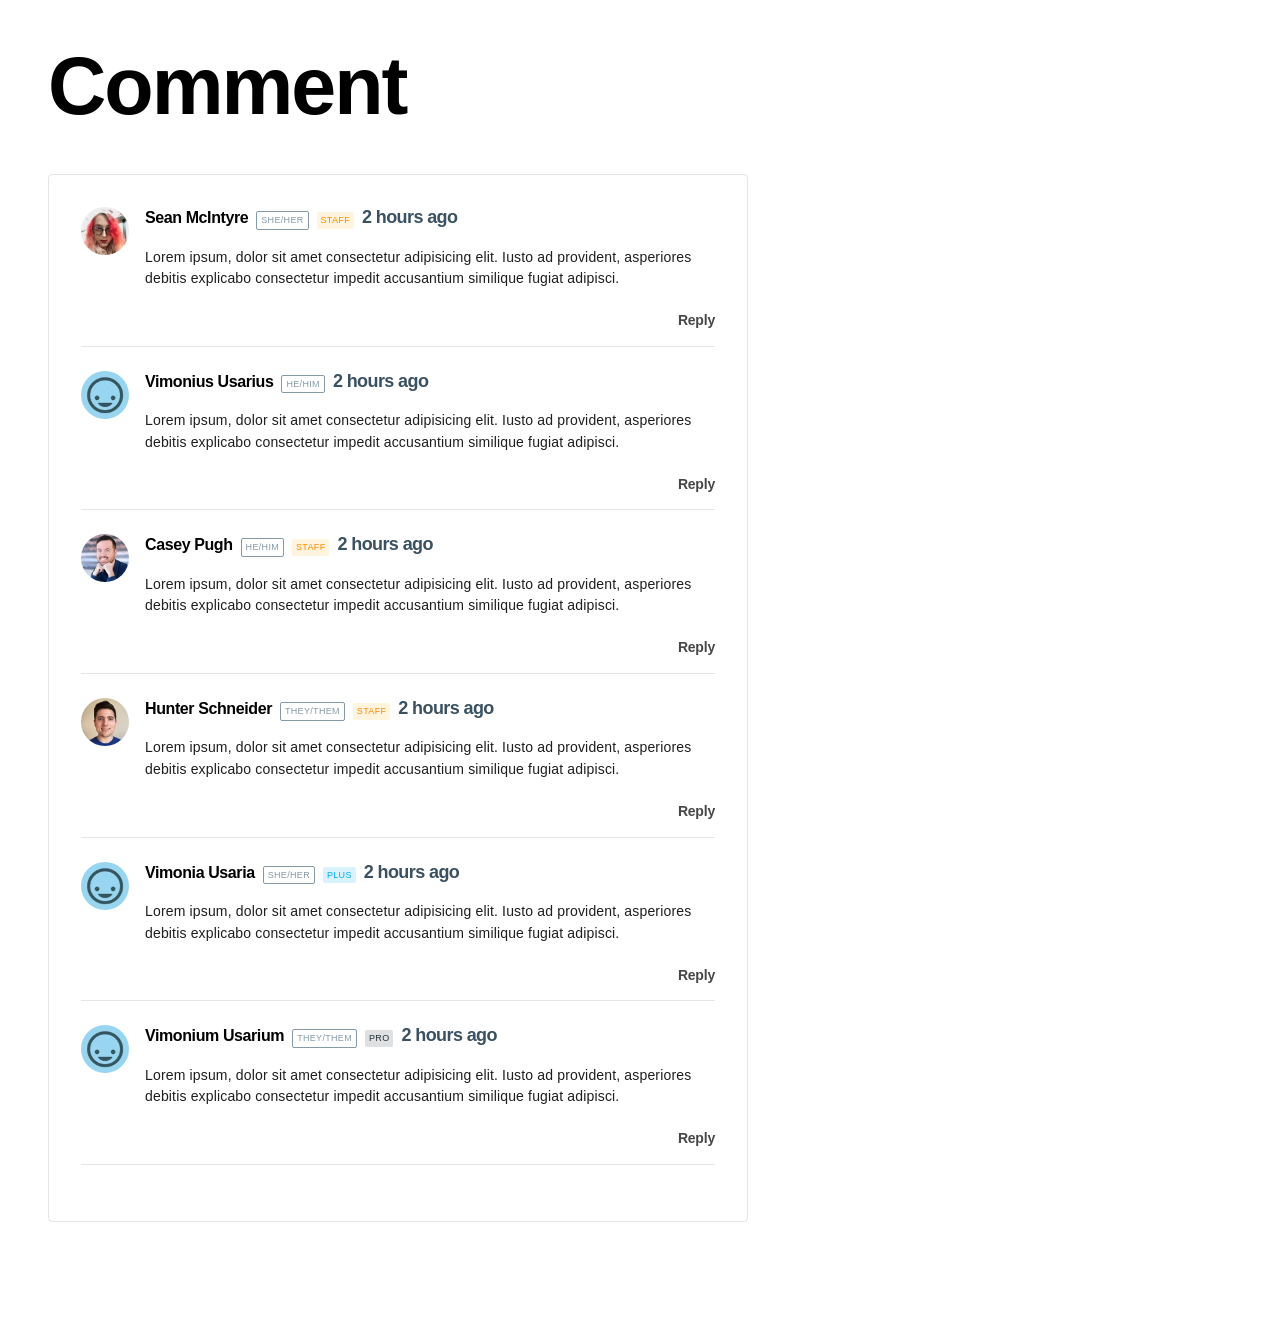 Comment
Sean McIntyre SHE/HER STAFF 2 hours ago
Lorem ipsum, dolor sit amet consectetur adipisicing elit. Iusto ad provident, asperiores
debitis explicabo consectetur impedit accusantium similique fugiat adipisci.
Reply
Vimonius Usarius HE/HIM 2 hours ago
Lorem ipsum, dolor sit amet consectetur adipisicing elit. Iusto ad provident, asperiores
debitis explicabo consectetur impedit accusantium similique fugiat adipisci.
Reply
Casey Pugh HE/HIM STAFF 2 hours ago
Lorem ipsum, dolor sit amet consectetur adipisicing elit. Iusto ad provident, asperiores
debitis explicabo consectetur impedit accusantium similique fugiat adipisci.
Reply
Hunter Schneider THEY/THEM STAFF 2 hours ago
Lorem ipsum, dolor sit amet consectetur adipisicing elit. Iusto ad provident, asperiores
debitis explicabo consectetur impedit accusantium similique fugiat adipisci.
Reply
Vimonia Usaria SHE/HER PLUS 2 hours ago
Lorem ipsum, dolor sit amet consectetur adipisicing elit. Iusto ad provident, asperiores
debitis explicabo consectetur impedit accusantium similique fugiat adipisci.
Reply
Vimonium Usarium THEY/THEM PRO 2 hours ago
Lorem ipsum, dolor sit amet consectetur adipisicing elit. Iusto ad provident, asperiores
debitis explicabo consectetur impedit accusantium similique fugiat adipisci.
Reply